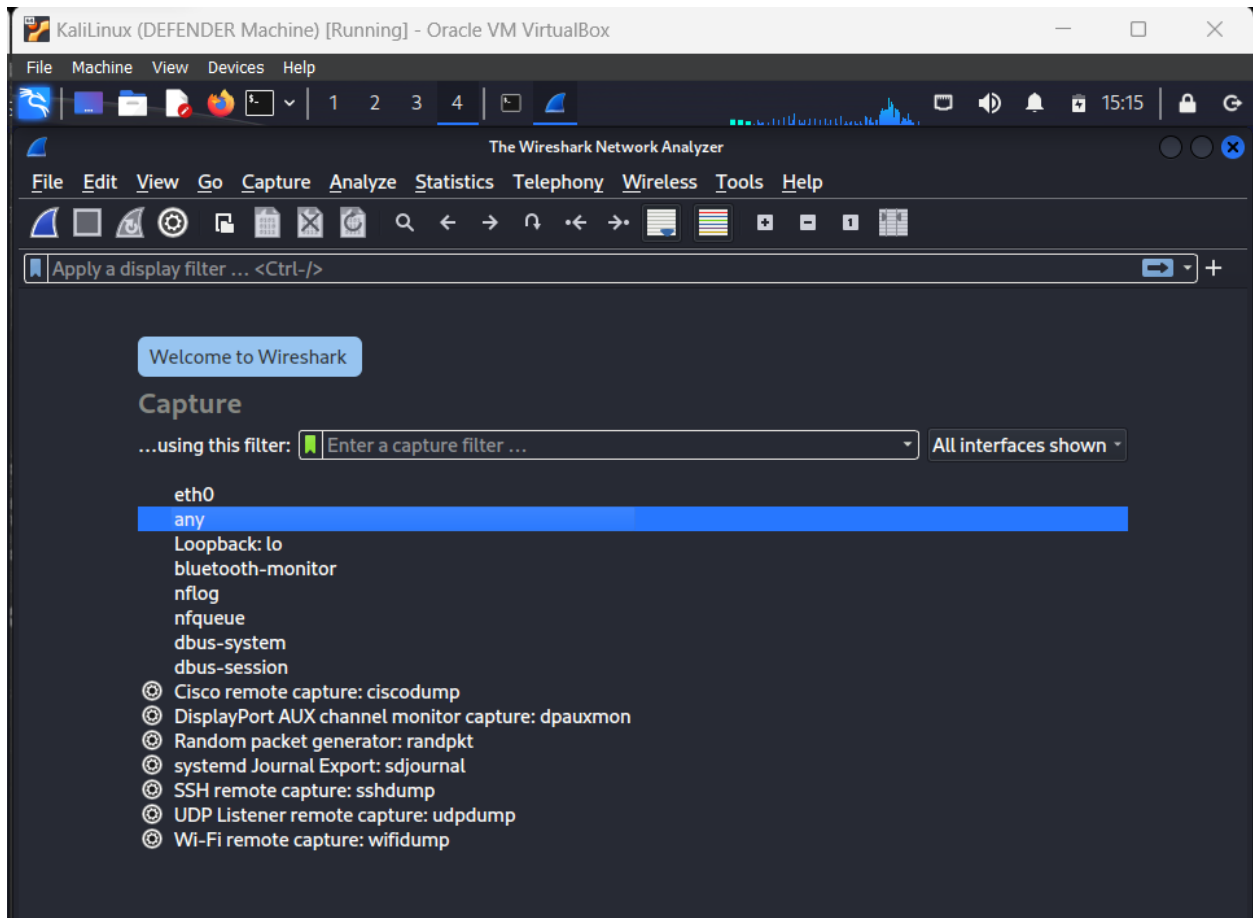 KaliLinux (DEFENDER Machine) [Running] - Oracle VM VirtualBox
File Machine View Devices Help
1 2 3 4 15:15
The Wireshark Network Analyzer
File Edit View Go Capture Analyze Statistics Telephony Wireless Tools Help
Apply a display filter … <Ctrl-/>
Welcome to Wireshark
Capture
…using this filter: Enter a capture filter … All interfaces shown
eth0
any
Loopback: lo
bluetooth-monitor
nflog
nfqueue
dbus-system
dbus-session
Cisco remote capture: ciscodump
DisplayPort AUX channel monitor capture: dpauxmon
Random packet generator: randpkt
systemd Journal Export: sdjournal
SSH remote capture: sshdump
UDP Listener remote capture: udpdump
Wi-Fi remote capture: wifidump